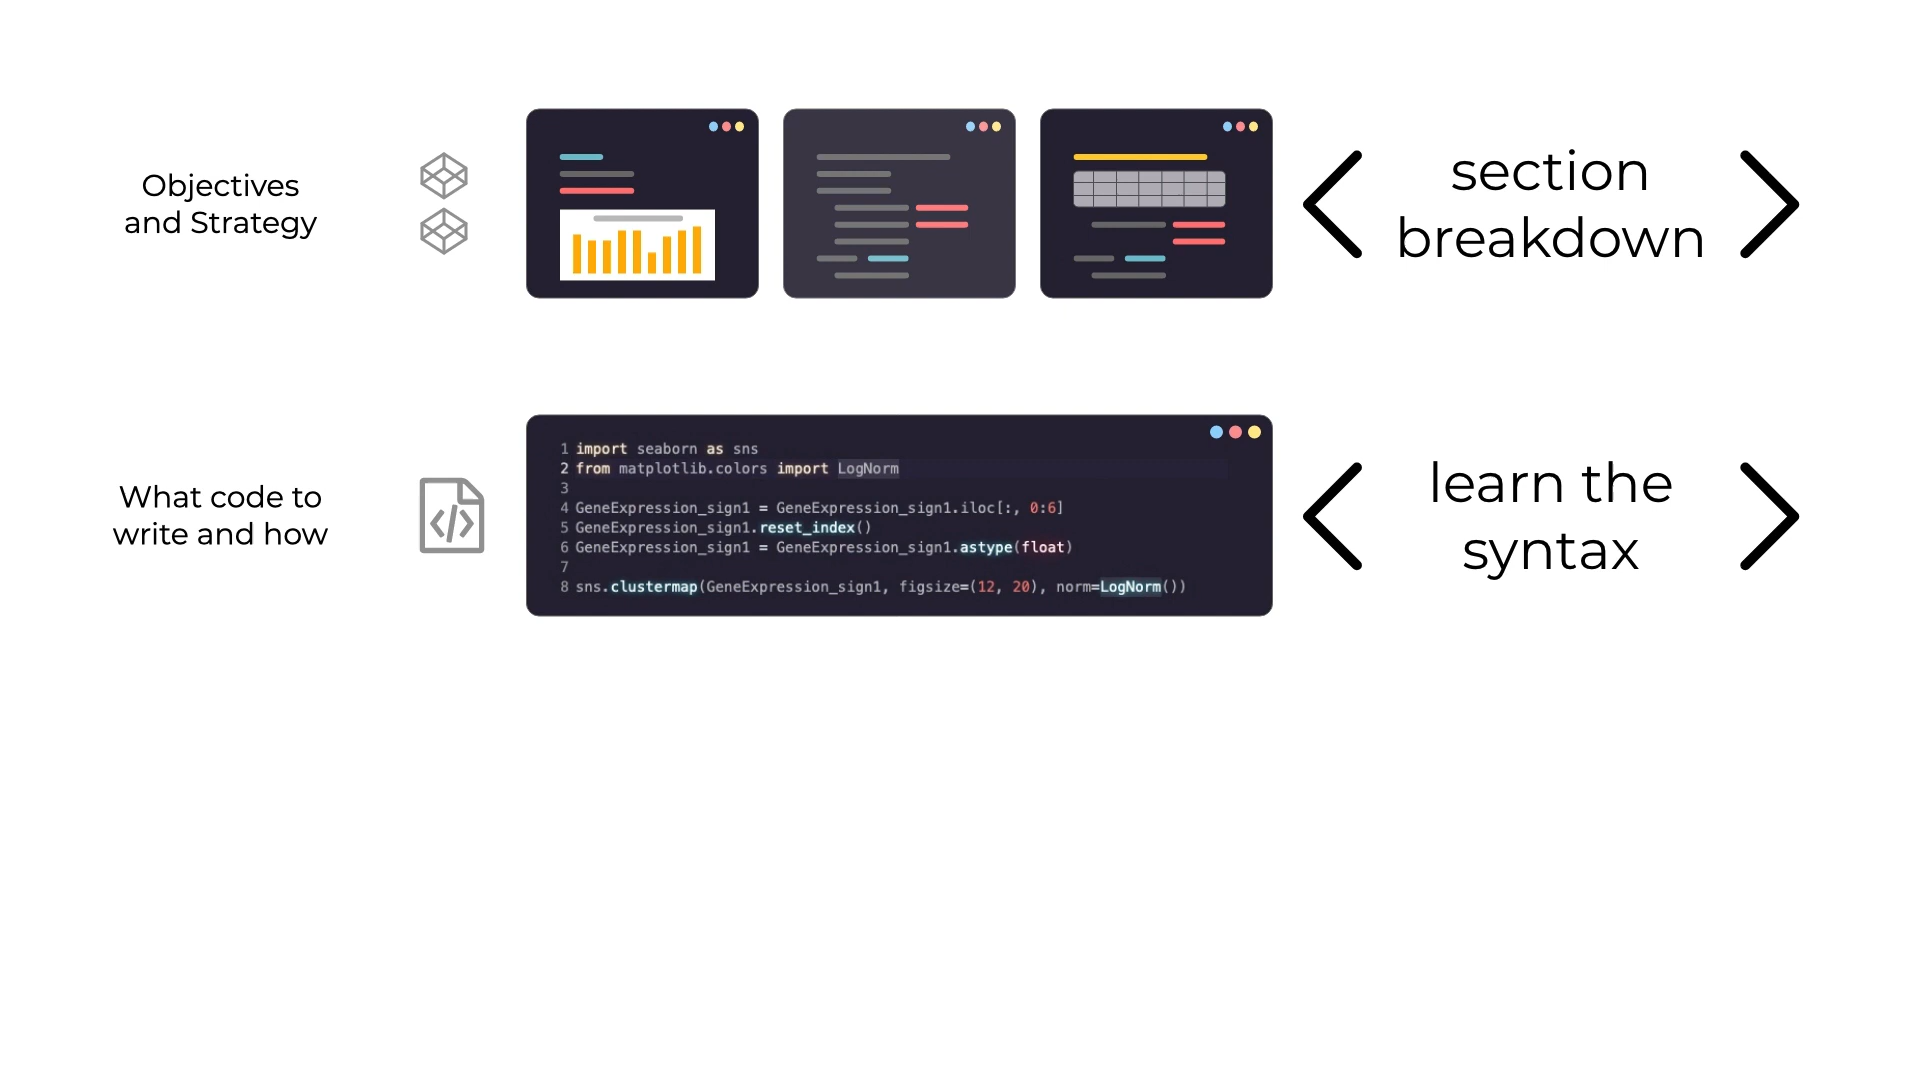 Objectives
and Strategy
section
breakdown
What code to
write and how
1 import seaborn as sns
2 from matplotlib.colors import LogNorm
3
4 GeneExpression_sign1 = GeneExpression_sign1.iloc[:, 0:6]
5 GeneExpression_sign1.reset_index()
6 GeneExpression_sign1 = GeneExpression_sign1.astype(float)
7
8 sns.clustermap(GeneExpression_sign1, figsize=(12, 20), norm=LogNorm())
learn the
syntax